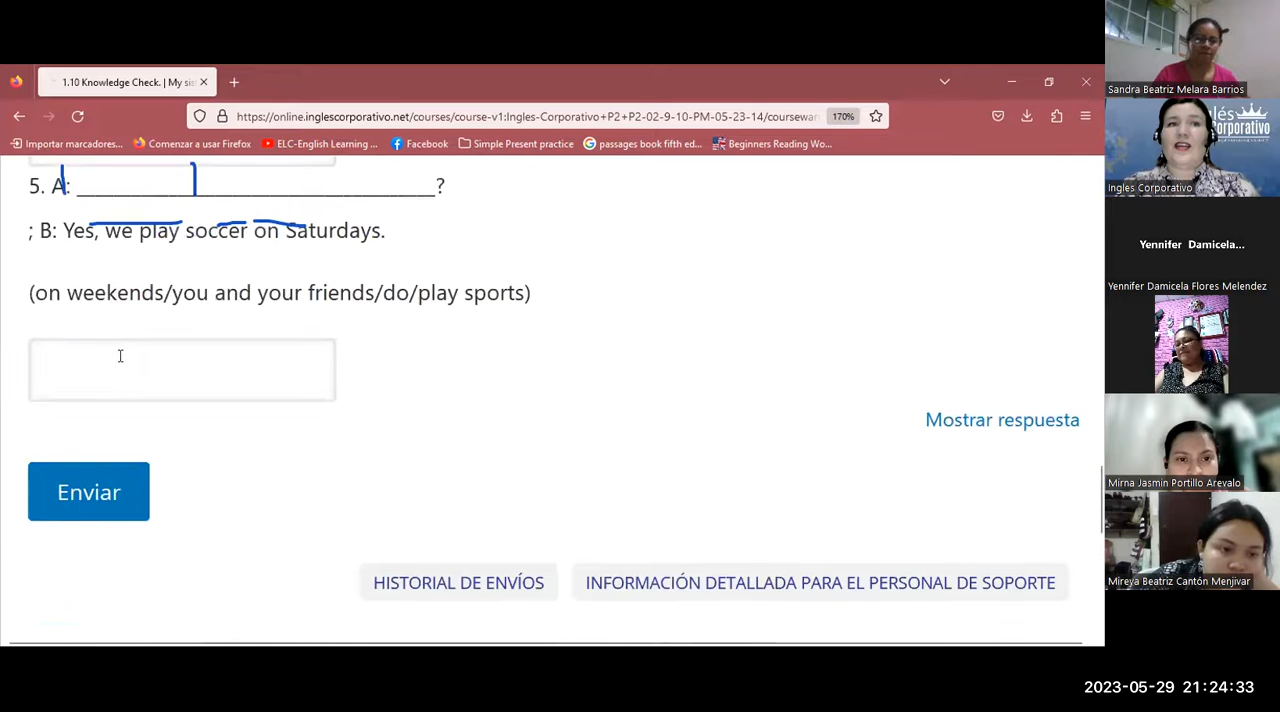 1.10 Knowledge Check. | My si
https://online.inglescorporativo.net/courses/course-v1:Ingles-Corporativo+P2+P2-02-9-10-PM-05-23-14/coursewar
170%
Importar marcadores...
Comenzar a usar Firefox
ELC-English Learning ...
Facebook
Simple Present practice
passages book fifth ed...
Beginners Reading Wo...
5. A: ___________________________________?
; B: Yes, we play soccer on Saturdays.
(on weekends/you and your friends/do/play sports)
Mostrar respuesta
Enviar
HISTORIAL DE ENVÍOS
INFORMACIÓN DETALLADA PARA EL PERSONAL DE SOPORTE
Sandra Beatriz Melara Barrios
Ingles Corporativo
Yennifer Damicela...
Yennifer Damicela Flores Melendez
Mirna Jasmin Portillo Arevalo
Mireya Beatriz Cantón Menjivar
2023-05-29 21:24:33